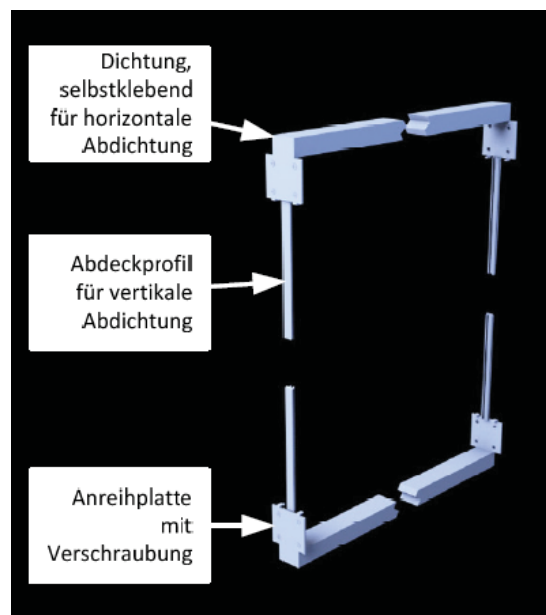 Dichtung,
selbstklebend
für horizontale
Abdichtung
Abdeckprofil
für vertikale
Abdichtung
Anreihplatte
mit
Verschraubung